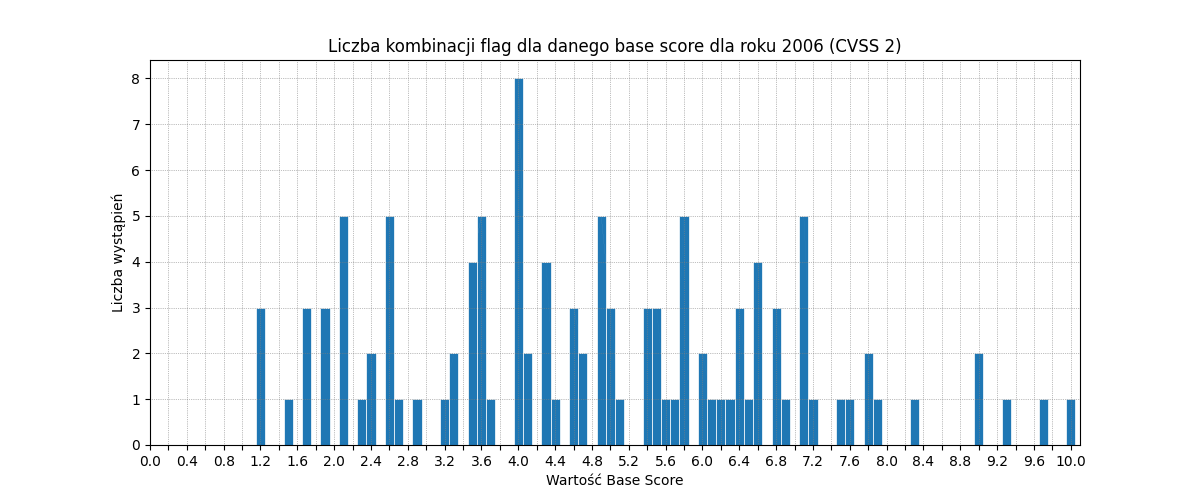 Liczba kombinacji flag dla danego base score dla roku 2006 (CVSS 2)
8
7
6
5
4
3
2
1
0
Liczba wystąpień
0.0 0.4 0.8 1.2 1.6 2.0 2.4 2.8 3.2 3.6 4.0 4.4 4.8 5.2 5.6 6.0 6.4 6.8 7.2 7.6 8.0 8.4 8.8 9.2 9.6 10.0
Wartość Base Score